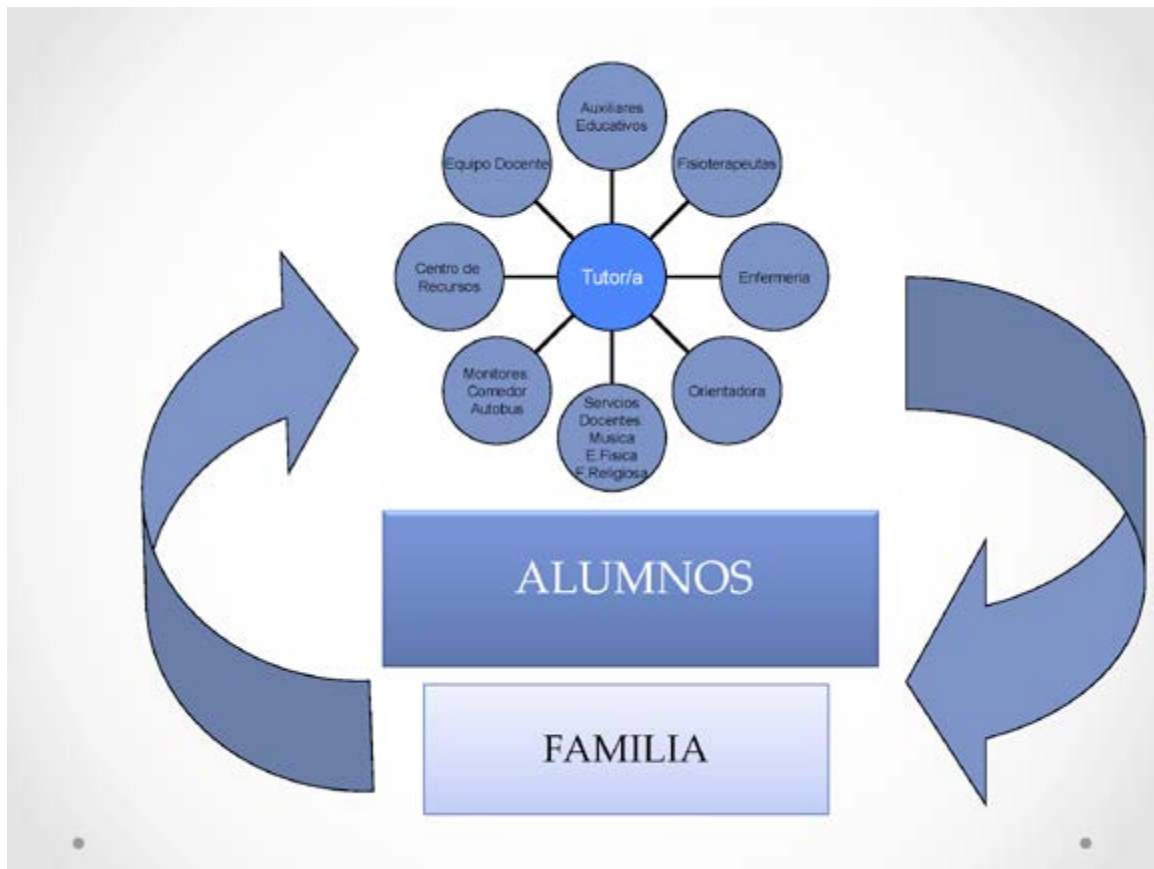 Auxiliares
Educativos
Equipo Docente
Fisioterapeutas
Centro de
Recursos
Tutor/a
Enfermeria
Monitores
Comedor
Autobus
Servcios
Docentes
Musica
E.Fisica
F.Religiosa
Orientadora
ALUMNOS
FAMILIA